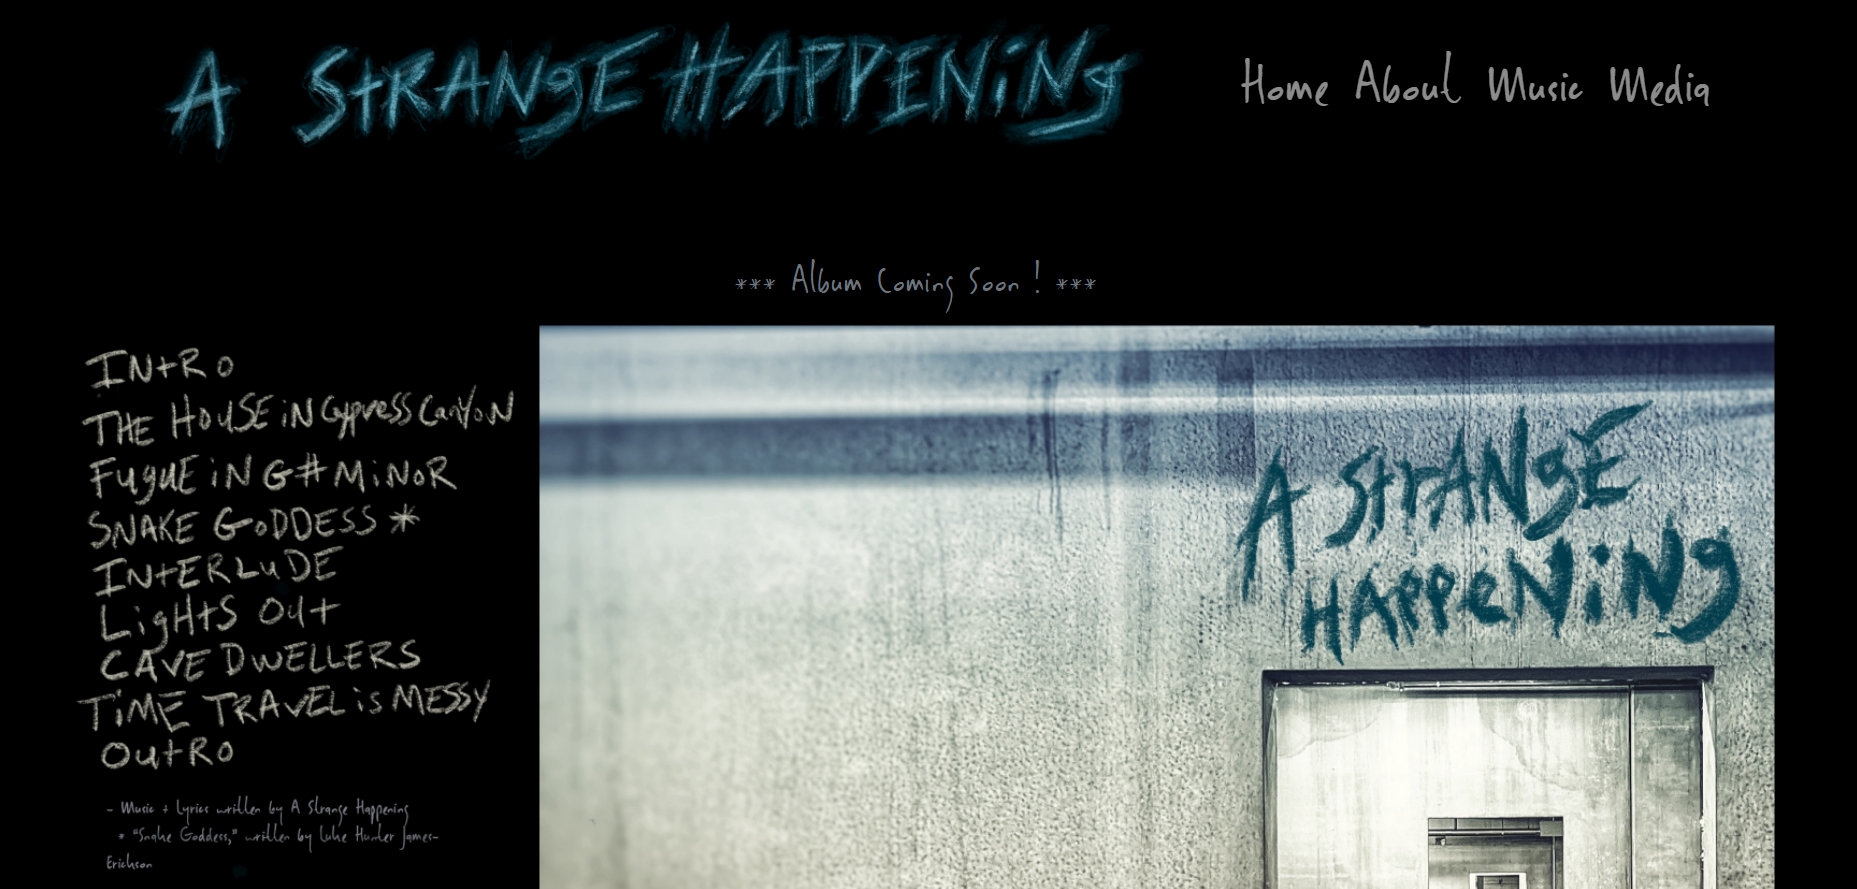 A StRANgE HAPPENiNg
Home About Music Media
*** Album Coming Soon ! ***
INtRo
THE HoUSE iN Cypress CanYoN
FuguE iN G# MiNoR
SNAKE GoDDESS *
INtERLuDE
LigHtS Out
CAVE DWELLERS
TiME TRAVEL is MESSY
OutRo
- Music + Lyrics written by A Strange Happening
* "Snake Goddess," written by Luke Hunter James-
Erickson
A StrANgE
HAPPeNiNg